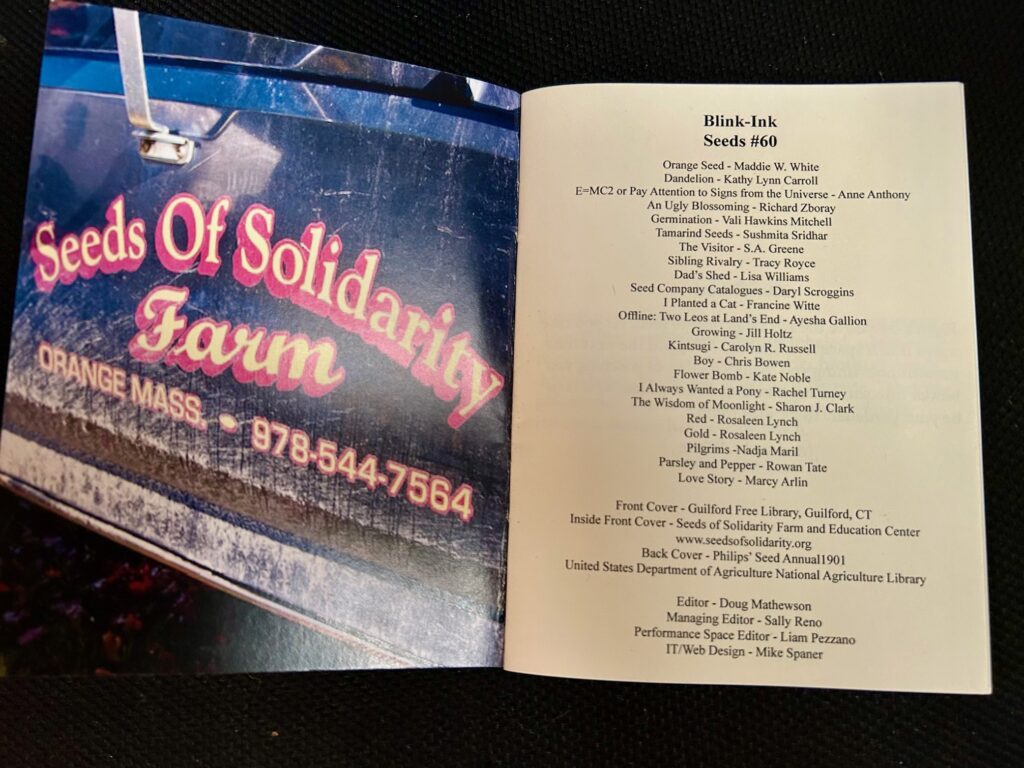 Seeds Of Solidarity
Farm
ORANGE MASS. • 978-544-7564
Blink-Ink
Seeds #60
Orange Seed - Maddie W. White
Dandelion - Kathy Lynn Carroll
E=MC2 or Pay Attention to Signs from the Universe - Anne Anthony
An Ugly Blossoming - Richard Zboray
Germination - Vali Hawkins Mitchell
Tamarind Seeds - Sushmita Sridhar
The Visitor - S.A. Greene
Sibling Rivalry - Tracy Royce
Dad's Shed - Lisa Williams
Seed Company Catalogues - Daryl Scroggins
I Planted a Cat - Francine Witte
Offline: Two Leos at Land's End - Ayesha Gallion
Growing - Jill Holtz
Kintsugi - Carolyn R. Russell
Boy - Chris Bowen
Flower Bomb - Kate Noble
I Always Wanted a Pony - Rachel Turney
The Wisdom of Moonlight - Sharon J. Clark
Red - Rosaleen Lynch
Gold - Rosaleen Lynch
Pilgrims -Nadja Maril
Parsley and Pepper - Rowan Tate
Love Story - Marcy Arlin
Front Cover - Guilford Free Library, Guilford, CT
Inside Front Cover - Seeds of Solidarity Farm and Education Center
www.seedsofsolidarity.org
Back Cover - Philips' Seed Annual1901
United States Department of Agriculture National Agriculture Library
Editor - Doug Mathewson
Managing Editor - Sally Reno
Performance Space Editor - Liam Pezzano
IT/Web Design - Mike Spaner